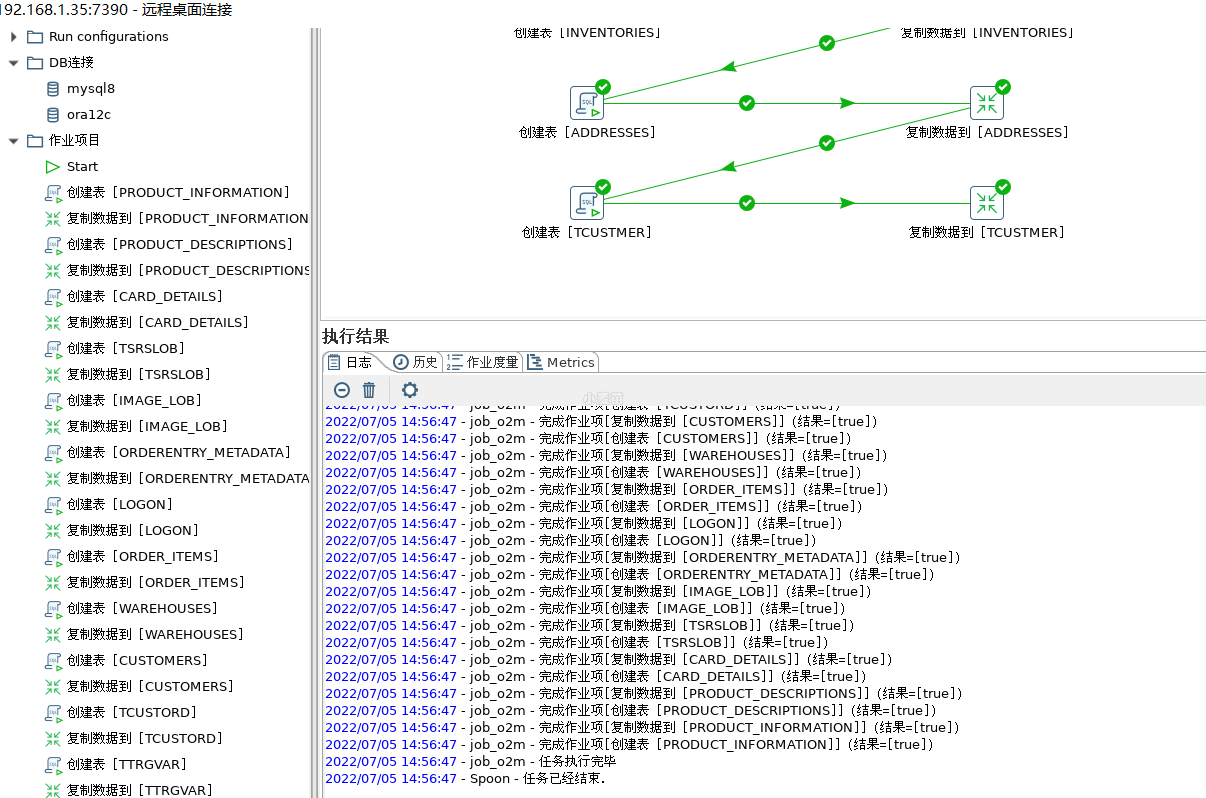 192.168.1.35:7390 - 远程桌面连接
Run configurations
DB连接
mysql8
ora12c
作业项目
Start
创建表 [PRODUCT_INFORMATION]
复制数据到 [PRODUCT_INFORMATION
创建表 [PRODUCT_DESCRIPTIONS]
复制数据到 [PRODUCT_DESCRIPTIONS
创建表 [CARD_DETAILS]
复制数据到 [CARD_DETAILS]
创建表 [TSRSLOB]
复制数据到 [TSRSLOB]
创建表 [IMAGE_LOB]
复制数据到 [IMAGE_LOB]
创建表 [ORDERENTRY_METADATA]
复制数据到 [ORDERENTRY_METADATA
创建表 [LOGON]
复制数据到 [LOGON]
创建表 [ORDER_ITEMS]
复制数据到 [ORDER_ITEMS]
创建表 [WAREHOUSES]
复制数据到 [WAREHOUSES]
创建表 [CUSTOMERS]
复制数据到 [CUSTOMERS]
创建表 [TCUSTORD]
复制数据到 [TCUSTORD]
创建表 [TTRGVAR]
复制数据到 [TTRGVAR]
创建表 [INVENTORIES]
复制数据到 [INVENTORIES]
SQL
创建表 [ADDRESSES]
复制数据到 [ADDRESSES]
SQL
创建表 [TCUSTMER]
复制数据到 [TCUSTMER]
执行结果
日志 历史 作业度量 Metrics
2022/07/05 14:56:47 - job_o2m - 完成作业项[创建表 [TCUSTORD]] (结果=[true])
2022/07/05 14:56:47 - job_o2m - 完成作业项[复制数据到 [CUSTOMERS]] (结果=[true])
2022/07/05 14:56:47 - job_o2m - 完成作业项[创建表 [CUSTOMERS]] (结果=[true])
2022/07/05 14:56:47 - job_o2m - 完成作业项[复制数据到 [WAREHOUSES]] (结果=[true])
2022/07/05 14:56:47 - job_o2m - 完成作业项[创建表 [WAREHOUSES]] (结果=[true])
2022/07/05 14:56:47 - job_o2m - 完成作业项[复制数据到 [ORDER_ITEMS]] (结果=[true])
2022/07/05 14:56:47 - job_o2m - 完成作业项[创建表 [ORDER_ITEMS]] (结果=[true])
2022/07/05 14:56:47 - job_o2m - 完成作业项[复制数据到 [LOGON]] (结果=[true])
2022/07/05 14:56:47 - job_o2m - 完成作业项[创建表 [LOGON]] (结果=[true])
2022/07/05 14:56:47 - job_o2m - 完成作业项[复制数据到 [ORDERENTRY_METADATA]] (结果=[true])
2022/07/05 14:56:47 - job_o2m - 完成作业项[创建表 [ORDERENTRY_METADATA]] (结果=[true])
2022/07/05 14:56:47 - job_o2m - 完成作业项[复制数据到 [IMAGE_LOB]] (结果=[true])
2022/07/05 14:56:47 - job_o2m - 完成作业项[创建表 [IMAGE_LOB]] (结果=[true])
2022/07/05 14:56:47 - job_o2m - 完成作业项[复制数据到 [TSRSLOB]] (结果=[true])
2022/07/05 14:56:47 - job_o2m - 完成作业项[创建表 [TSRSLOB]] (结果=[true])
2022/07/05 14:56:47 - job_o2m - 完成作业项[复制数据到 [CARD_DETAILS]] (结果=[true])
2022/07/05 14:56:47 - job_o2m - 完成作业项[创建表 [CARD_DETAILS]] (结果=[true])
2022/07/05 14:56:47 - job_o2m - 完成作业项[复制数据到 [PRODUCT_DESCRIPTIONS]] (结果=[true])
2022/07/05 14:56:47 - job_o2m - 完成作业项[创建表 [PRODUCT_DESCRIPTIONS]] (结果=[true])
2022/07/05 14:56:47 - job_o2m - 完成作业项[复制数据到 [PRODUCT_INFORMATION]] (结果=[true])
2022/07/05 14:56:47 - job_o2m - 完成作业项[创建表 [PRODUCT_INFORMATION]] (结果=[true])
2022/07/05 14:56:47 - job_o2m - 任务执行完毕
2022/07/05 14:56:47 - Spoon - 任务已经结束.